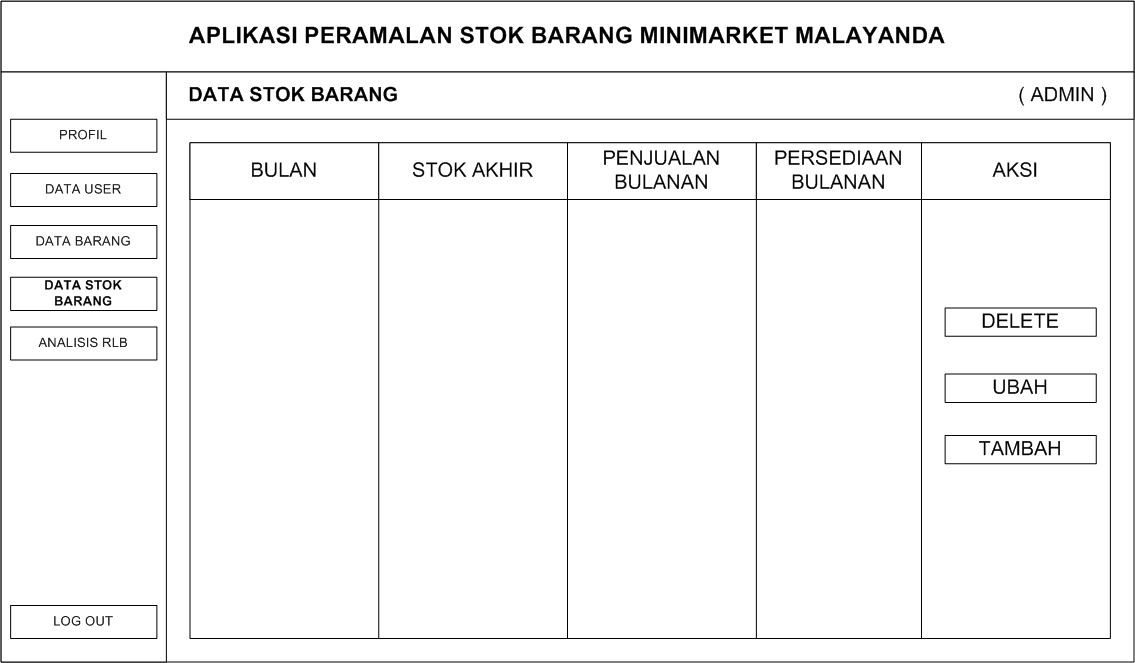 APLIKASI PERAMALAN STOK BARANG MINIMARKET MALAYANDA
DATA STOK BARANG
( ADMIN )
PROFIL
DATA USER
DATA BARANG
DATA STOK
BARANG
ANALISIS RLB
LOG OUT
BULAN
STOK AKHIR
PENJUALAN
BULANAN
PERSEDIAAN
BULANAN
AKSI
DELETE
UBAH
TAMBAH